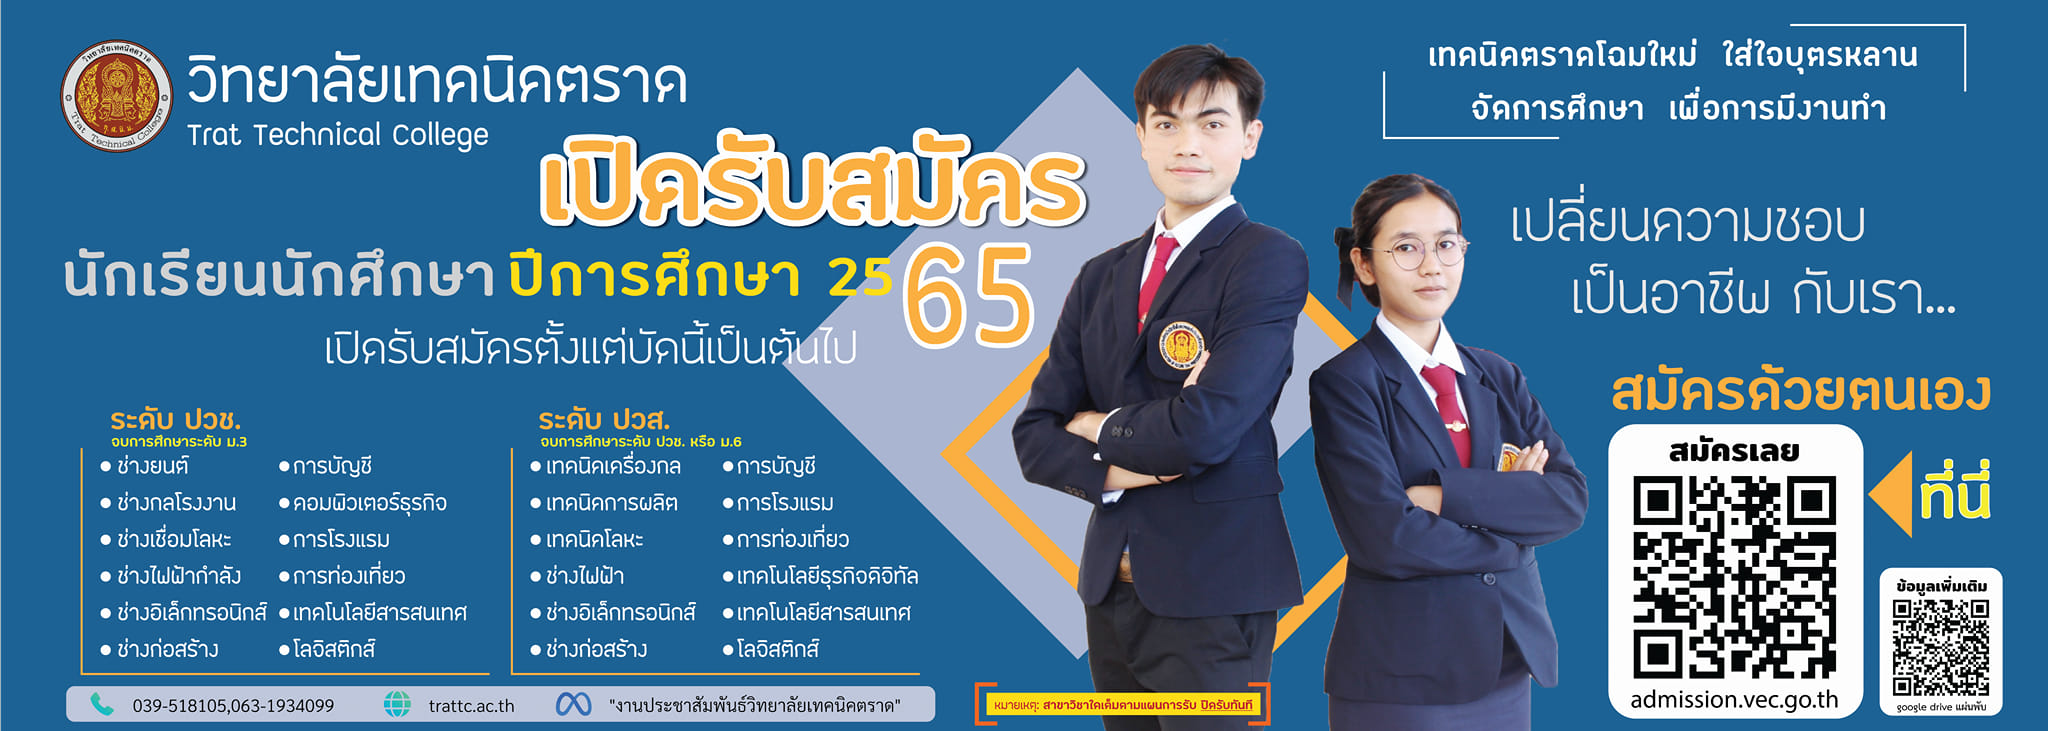 วิทยาลัยเทคนิคตราด
Trat Technical College
วิทยาลัยเทคนิคตราด
Trat Technical College
เปิดรับสมัคร
นักเรียนนักศึกษา ปีการศึกษา 2565
เปิดรับสมัครตั้งแต่บัดนี้เป็นต้นไป
ระดับ ปวช.
จบการศึกษาระดับ ม.3
● ช่างยนต์
● ช่างกลโรงงาน
● ช่างเชื่อมโลหะ
● ช่างไฟฟ้ากำลัง
● ช่างอิเล็กทรอนิกส์
● ช่างก่อสร้าง
● การบัญชี
● คอมพิวเตอร์ธุรกิจ
● การโรงแรม
● การท่องเที่ยว
● เทคโนโลยีสารสนเทศ
● โลจิสติกส์
ระดับ ปวส.
จบการศึกษาระดับ ปวช. หรือ ม.6
● เทคนิคเครื่องกล
● เทคนิคการผลิต
● เทคนิคโลหะ
● ช่างไฟฟ้า
● ช่างอิเล็กทรอนิกส์
● ช่างก่อสร้าง
● การบัญชี
● การโรงแรม
● การท่องเที่ยว
● เทคโนโลยีธุรกิจดิจิทัล
● เทคโนโลยีสารสนเทศ
● โลจิสติกส์
039-518105,063-1934099
trattc.ac.th
"งานประชาสัมพันธ์วิทยาลัยเทคนิคตราด"
หมายเหตุ: สาขาวิชาใดเต็มตามแผนการรับ ปิดรับทันที
เทคนิคตราดโฉมใหม่ ใส่ใจบุตรหลาน
จัดการศึกษา เพื่อการมีงานทำ
เปลี่ยนความชอบ
เป็นอาชีพ กับเรา...
สมัครด้วยตนเอง
สมัครเลย
ที่นี่
admission.vec.go.th
ข้อมูลเพิ่มเติม
google drive แผ่นพับ